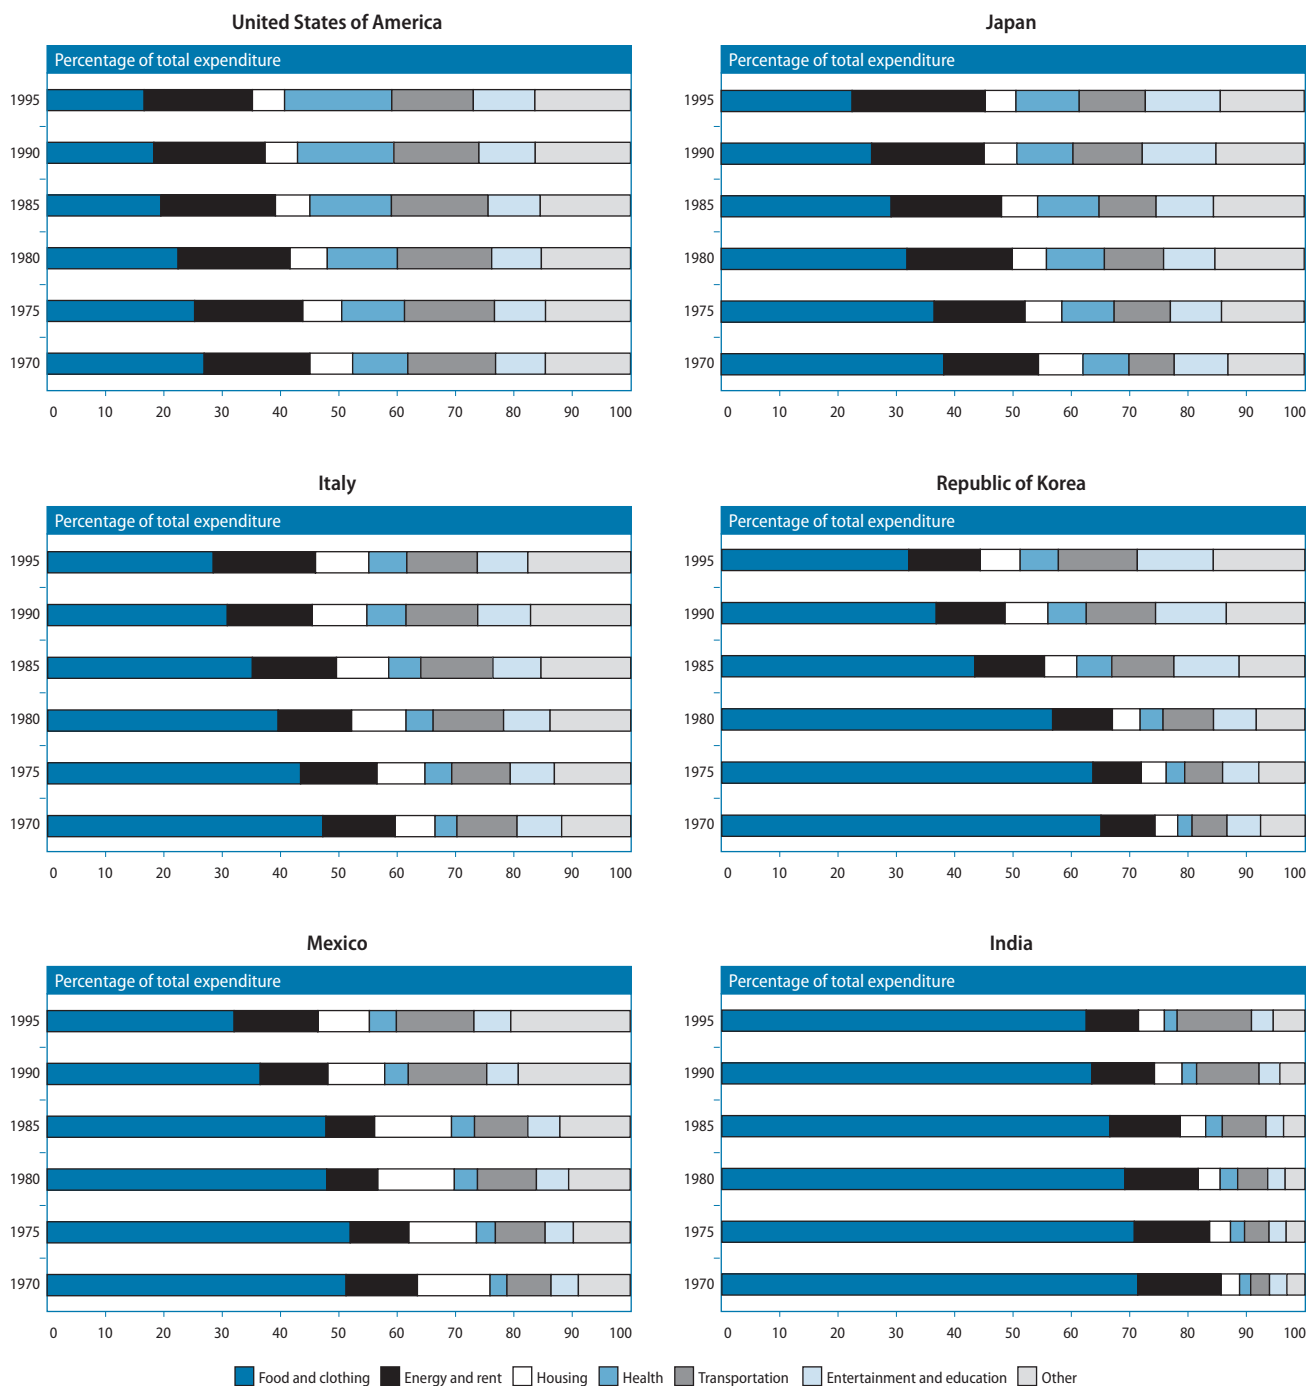 United States of America
Percentage of total expenditure
1995
1990
1985
1980
1975
1970
0 10 20 30 40 50 60 70 80 90 100
Japan
Percentage of total expenditure
1995
1990
1985
1980
1975
1970
0 10 20 30 40 50 60 70 80 90 100
Italy
Percentage of total expenditure
1995
1990
1985
1980
1975
1970
0 10 20 30 40 50 60 70 80 90 100
Republic of Korea
Percentage of total expenditure
1995
1990
1985
1980
1975
1970
0 10 20 30 40 50 60 70 80 90 100
Mexico
Percentage of total expenditure
1995
1990
1985
1980
1975
1970
0 10 20 30 40 50 60 70 80 90 100
India
Percentage of total expenditure
1995
1990
1985
1980
1975
1970
0 10 20 30 40 50 60 70 80 90 100
Food and clothing Energy and rent Housing Health Transportation Entertainment and education Other